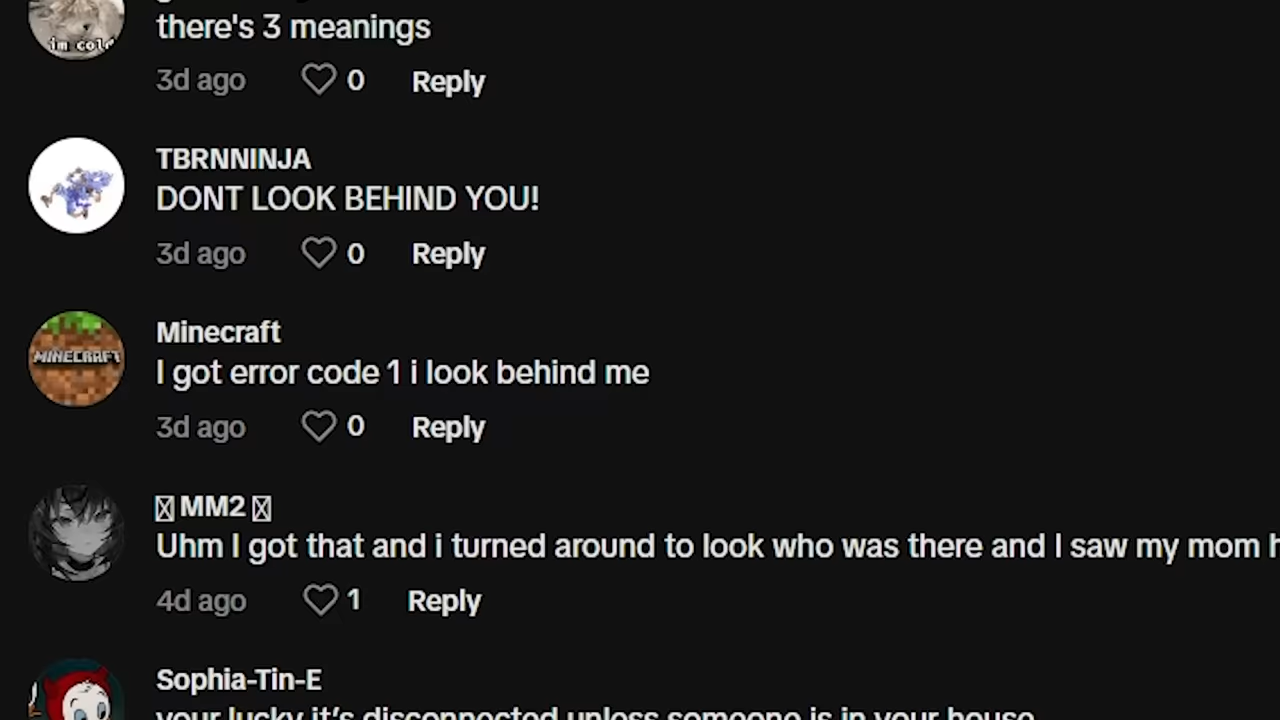 im cold
there's 3 meanings
3d ago 0 Reply
TBRNNINJA
DONT LOOK BEHIND YOU!
3d ago 0 Reply
MINECRAFT
Minecraft
I got error code 1 i look behind me
3d ago 0 Reply
MM2
Uhm I got that and i turned around to look who was there and I saw my mom h
4d ago 1 Reply
Sophia-Tin-E
your lucky it's disconnected unless someone is in your house